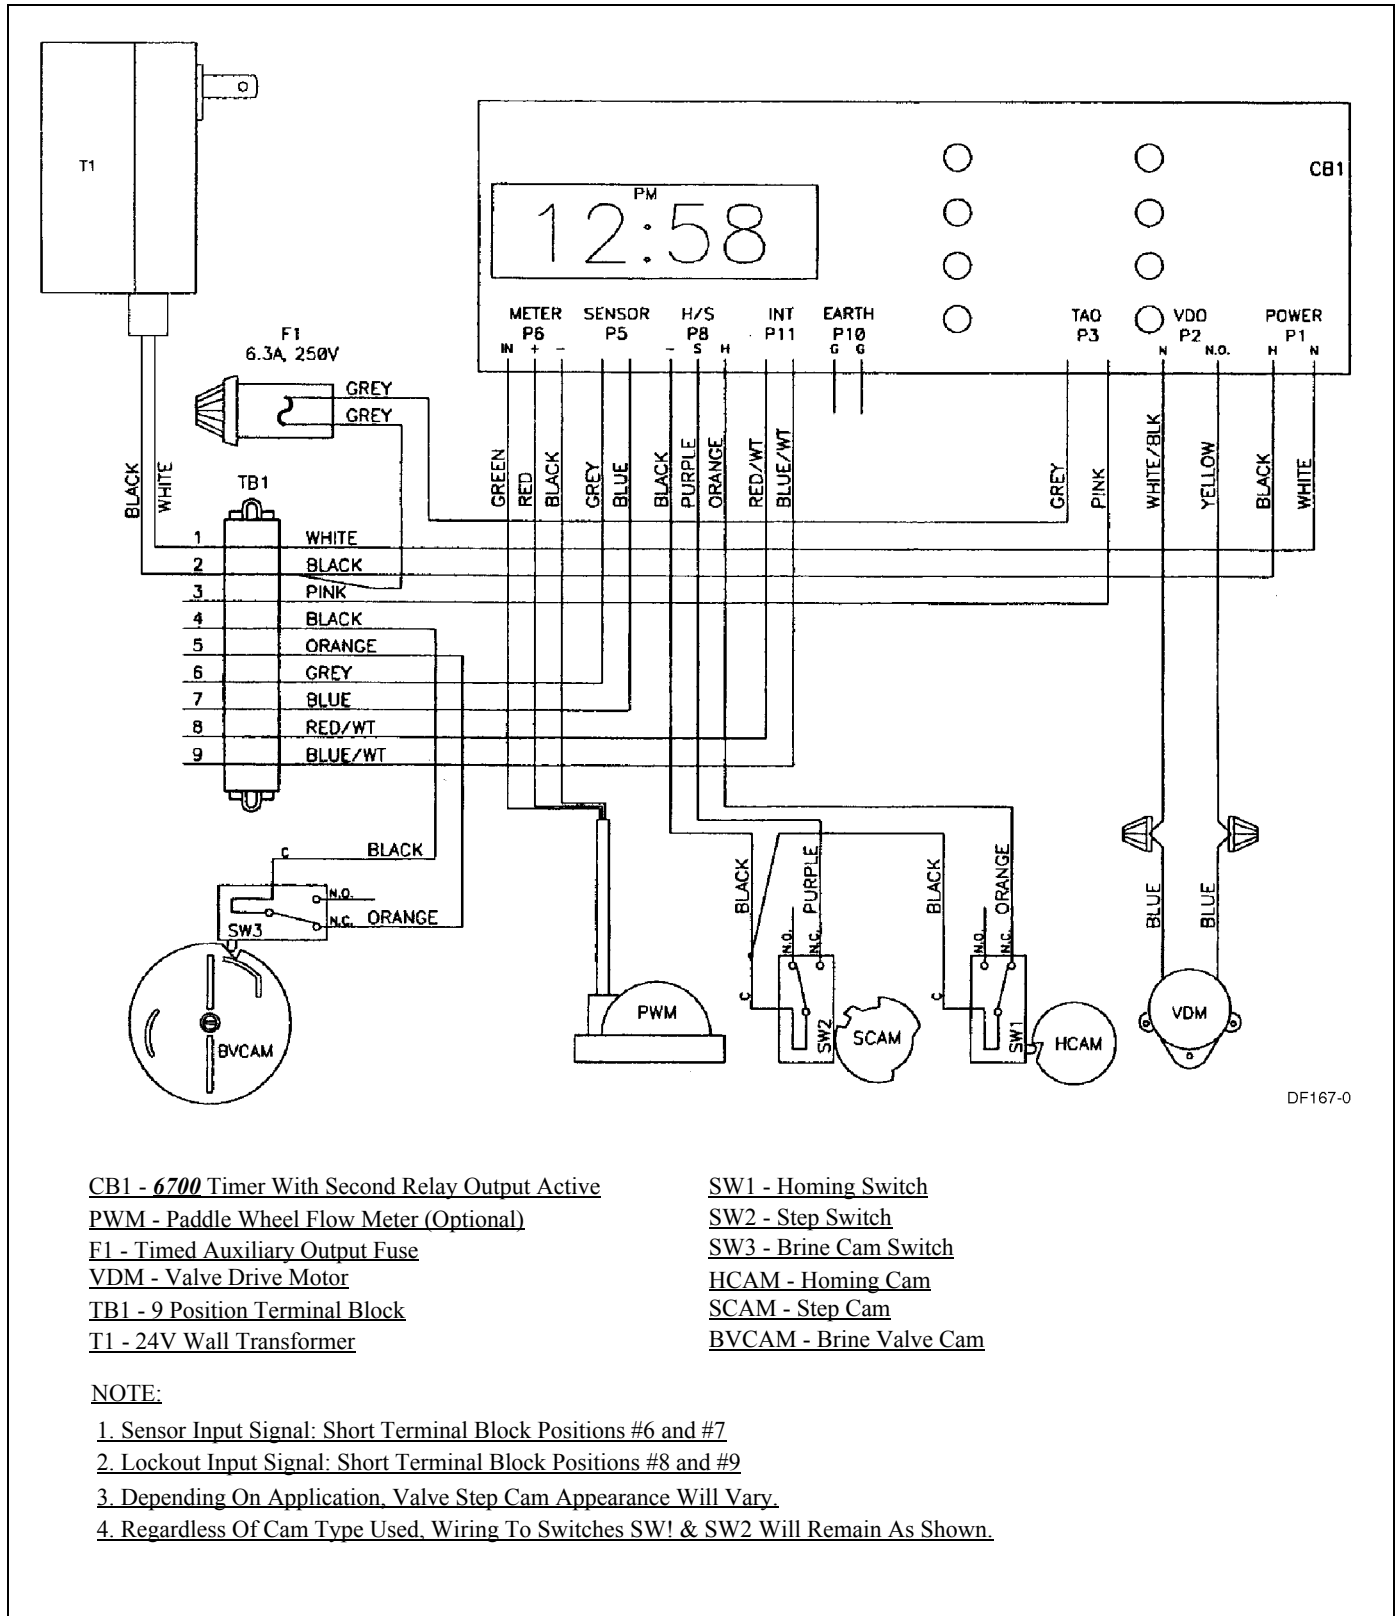 T1
CB1
PM
12:58
METER SENSOR H/S INT EARTH TAO VDO POWER
P6 P5 P8 P11 P10 P3 P2 P1
IN + - - S H G G N N.O. H N
F1
6.3A, 250V
GREY
GREY
BLACK
WHITE
TB1
GREEN
RED
BLACK
GREY
BLUE
BLACK
PURPLE
ORANGE
RED/WT
BLUE/WT
GREY
PINK
WHITE/BLK
YELLOW
BLACK
WHITE
1 WHITE
2 BLACK
3 PINK
4 BLACK
5 ORANGE
6 GREY
7 BLUE
8 RED/WT
9 BLUE/WT
C BLACK
N.O.
N.C. ORANGE
SW3
BVCAM
PWM
BLACK
PURPLE
C
N.O.
N.C.
SW2
SCAM
BLACK
ORANGE
C
N.O.
N.C.
SW1
HCAM
BLUE
BLUE
VDM
DF167-0
CB1 - 6700 Timer With Second Relay Output Active
PWM - Paddle Wheel Flow Meter (Optional)
F1 - Timed Auxiliary Output Fuse
VDM - Valve Drive Motor
TB1 - 9 Position Terminal Block
T1 - 24V Wall Transformer
SW1 - Homing Switch
SW2 - Step Switch
SW3 - Brine Cam Switch
HCAM - Homing Cam
SCAM - Step Cam
BVCAM - Brine Valve Cam
NOTE:
1. Sensor Input Signal: Short Terminal Block Positions #6 and #7
2. Lockout Input Signal: Short Terminal Block Positions #8 and #9
3. Depending On Application, Valve Step Cam Appearance Will Vary.
4. Regardless Of Cam Type Used, Wiring To Switches SW! & SW2 Will Remain As Shown.